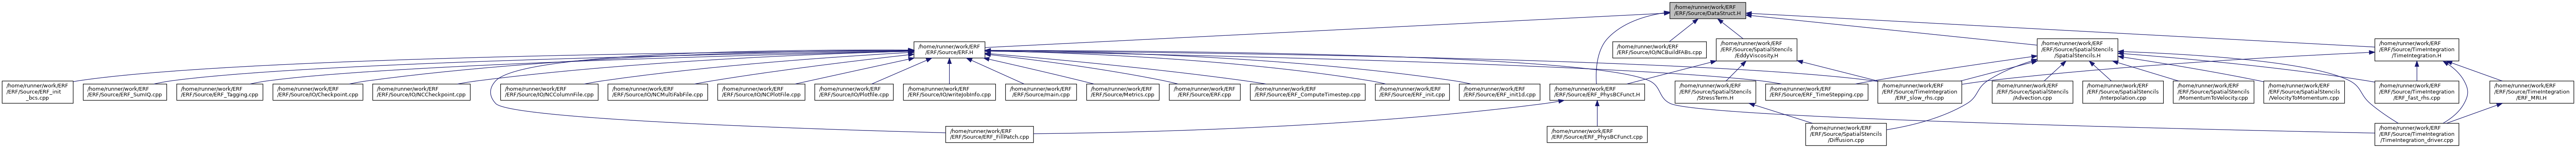 /home/runner/work/ERF
/ERF/Source/DataStruct.H
/home/runner/work/ERF
/ERF/Source/ERF.H
/home/runner/work/ERF
/ERF/Source/IO/NCBuildFABs.cpp
/home/runner/work/ERF
/ERF/Source/SpatialStencils
/EddyViscosity.H
/home/runner/work/ERF
/ERF/Source/SpatialStencils
/SpatialStencils.H
/home/runner/work/ERF
/ERF/Source/TimeIntegration
/TimeIntegration.H
/home/runner/work/ERF
/ERF/Source/ERF_init
_bcs.cpp
/home/runner/work/ERF
/ERF/Source/ERF_SumIQ.cpp
/home/runner/work/ERF
/ERF/Source/ERF_Tagging.cpp
/home/runner/work/ERF
/ERF/Source/IO/Checkpoint.cpp
/home/runner/work/ERF
/ERF/Source/IO/NCCheckpoint.cpp
/home/runner/work/ERF
/ERF/Source/IO/NCColumnFile.cpp
/home/runner/work/ERF
/ERF/Source/IO/NCMultiFabFile.cpp
/home/runner/work/ERF
/ERF/Source/IO/NCPlotFile.cpp
/home/runner/work/ERF
/ERF/Source/IO/Plotfile.cpp
/home/runner/work/ERF
/ERF/Source/IO/writeJobInfo.cpp
/home/runner/work/ERF
/ERF/Source/main.cpp
/home/runner/work/ERF
/ERF/Source/Metrics.cpp
/home/runner/work/ERF
/ERF/Source/ERF.cpp
/home/runner/work/ERF
/ERF/Source/ERF_ComputeTimestep.cpp
/home/runner/work/ERF
/ERF/Source/ERF_init.cpp
/home/runner/work/ERF
/ERF/Source/ERF_init1d.cpp
/home/runner/work/ERF
/ERF/Source/ERF_PhysBCFunct.H
/home/runner/work/ERF
/ERF/Source/SpatialStencils
/StressTerm.H
/home/runner/work/ERF
/ERF/Source/ERF_TimeStepping.cpp
/home/runner/work/ERF
/ERF/Source/TimeIntegration
/ERF_slow_rhs.cpp
/home/runner/work/ERF
/ERF/Source/SpatialStencils
/Advection.cpp
/home/runner/work/ERF
/ERF/Source/SpatialStencils
/Interpolation.cpp
/home/runner/work/ERF
/ERF/Source/SpatialStencils
/MomentumToVelocity.cpp
/home/runner/work/ERF
/ERF/Source/SpatialStencils
/VelocityToMomentum.cpp
/home/runner/work/ERF
/ERF/Source/TimeIntegration
/ERF_fast_rhs.cpp
/home/runner/work/ERF
/ERF/Source/TimeIntegration
/ERF_MRI.H
/home/runner/work/ERF
/ERF/Source/ERF_FillPatch.cpp
/home/runner/work/ERF
/ERF/Source/ERF_PhysBCFunct.cpp
/home/runner/work/ERF
/ERF/Source/SpatialStencils
/Diffusion.cpp
/home/runner/work/ERF
/ERF/Source/TimeIntegration
/TimeIntegration_driver.cpp